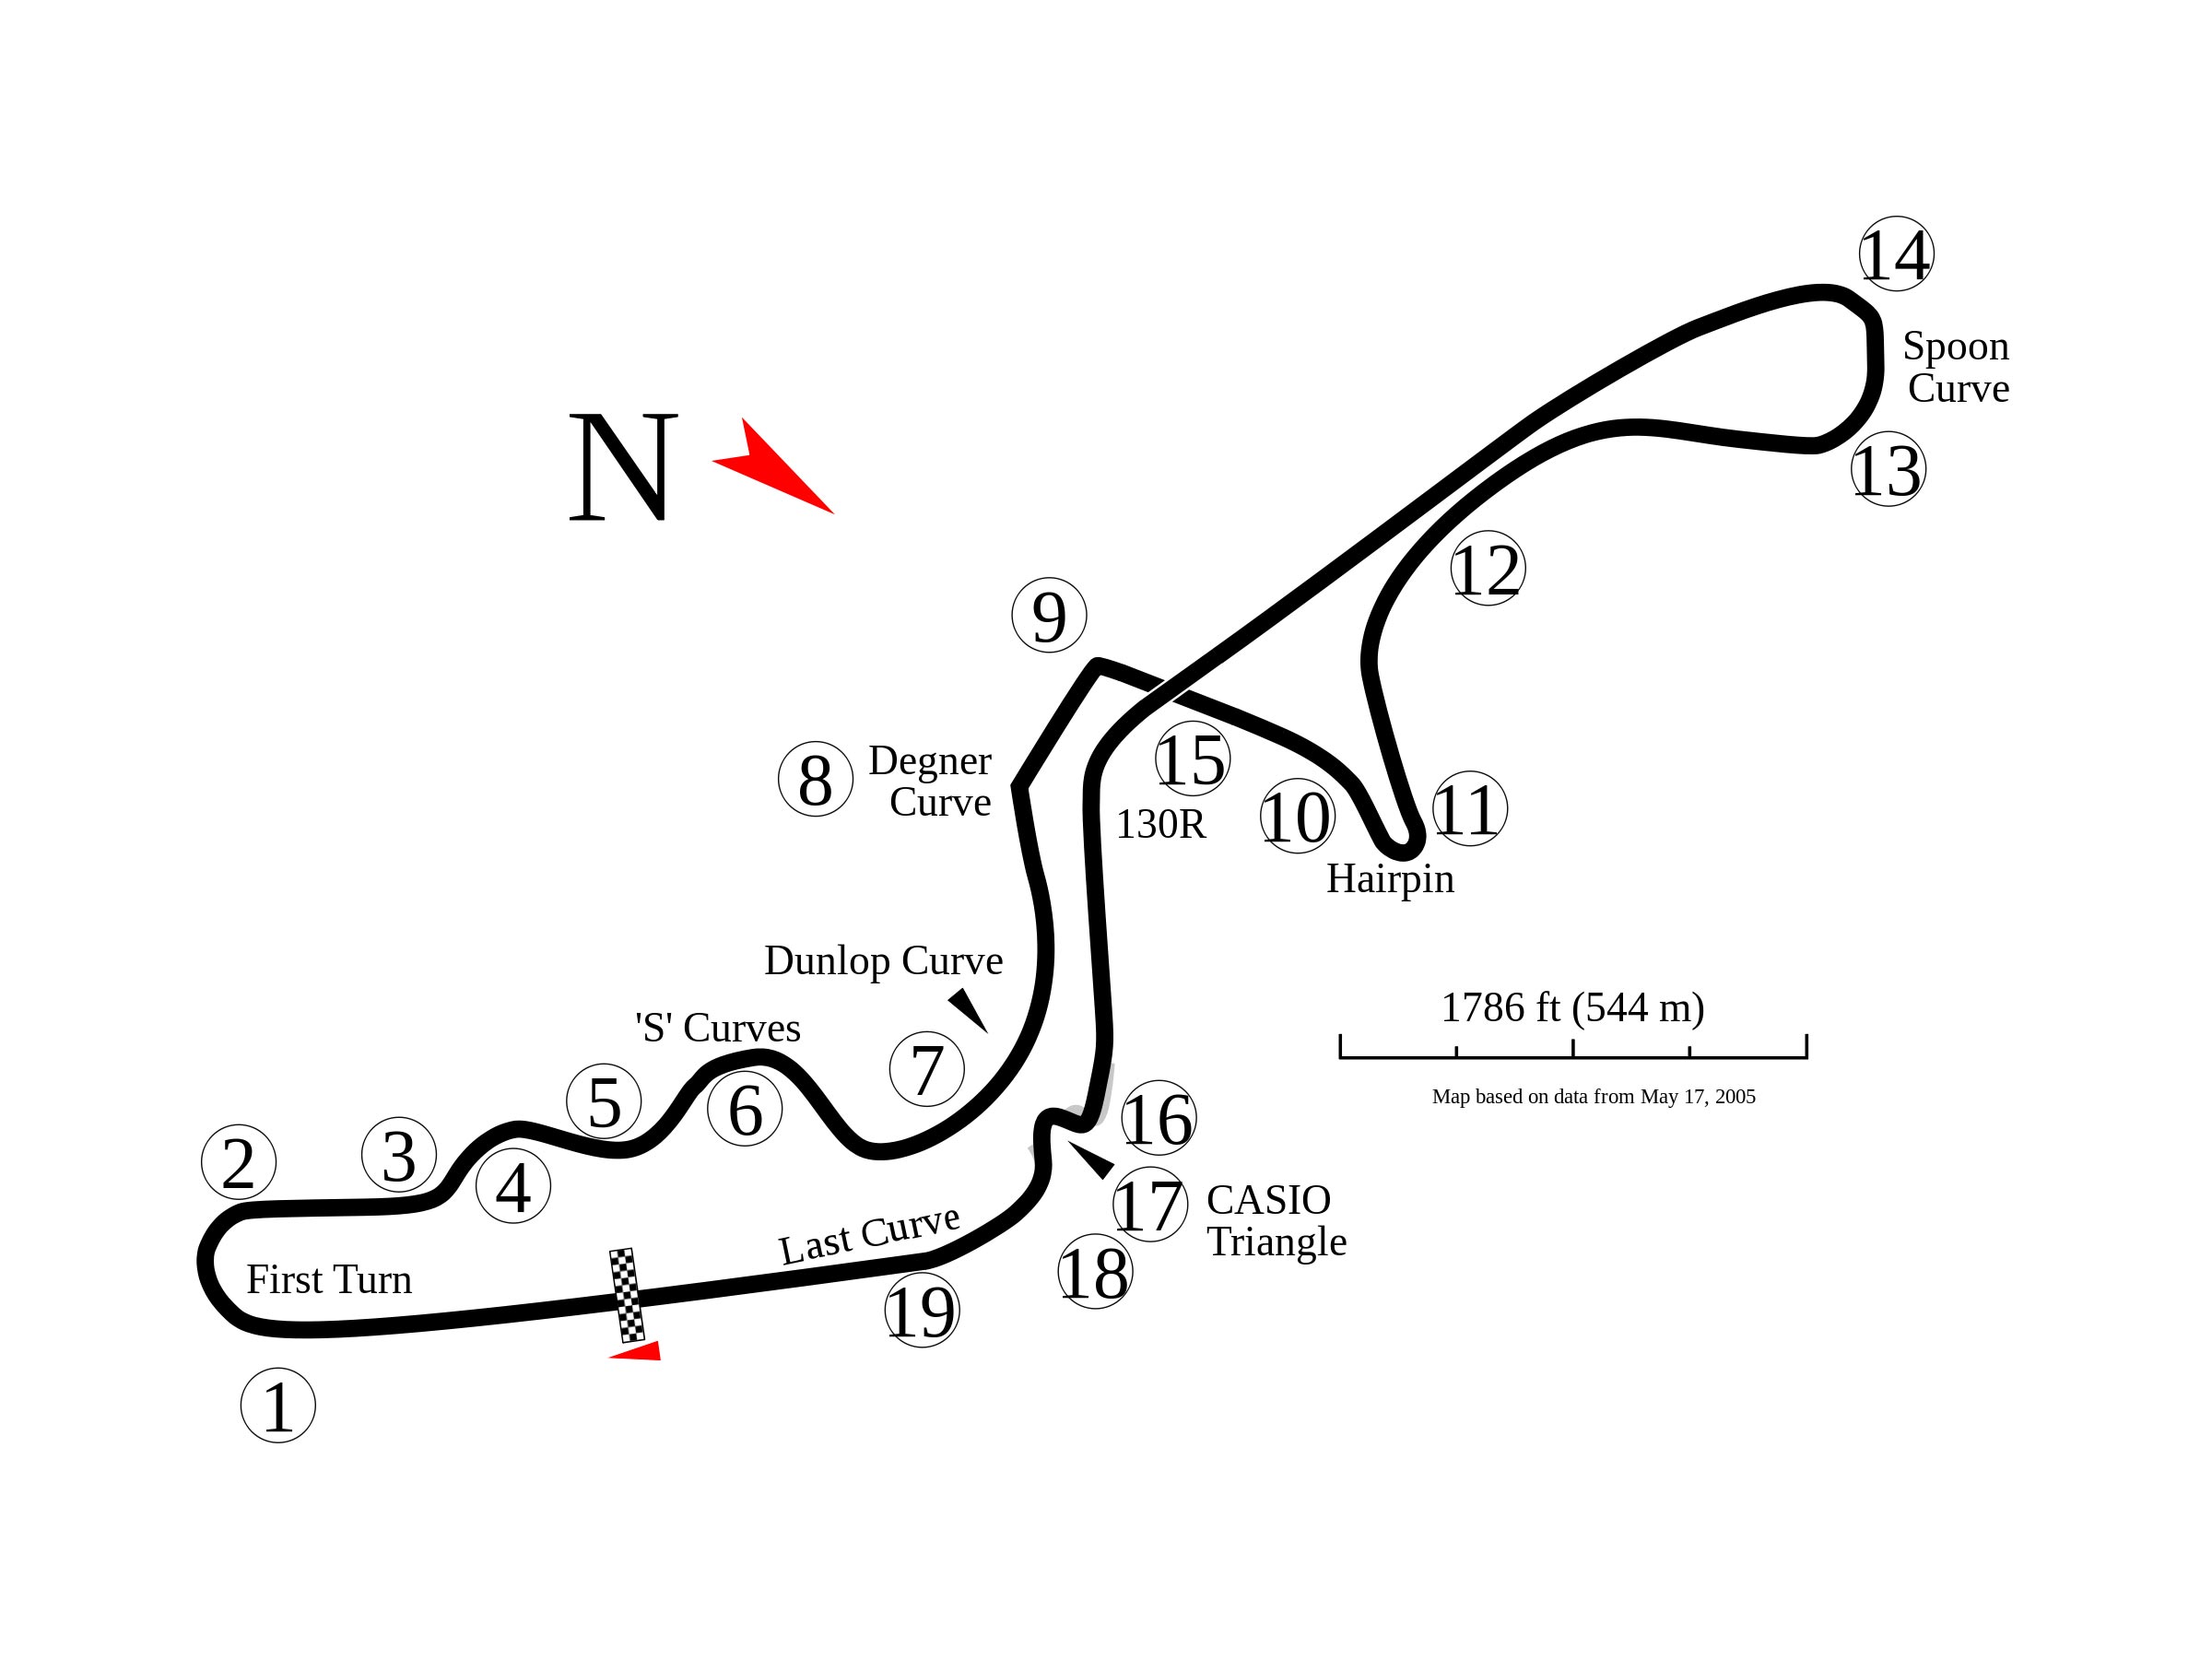 14
Spoon
Curve
N
13
12
9
15
8
Degner
Curve
130R
10
11
Hairpin
Dunlop Curve
'S' Curves
1786 ft (544 m)
Map based on data from May 17, 2005
7
5
6
16
2
3
4
17
CASIO
Triangle
Last Curve
First Turn
18
19
1